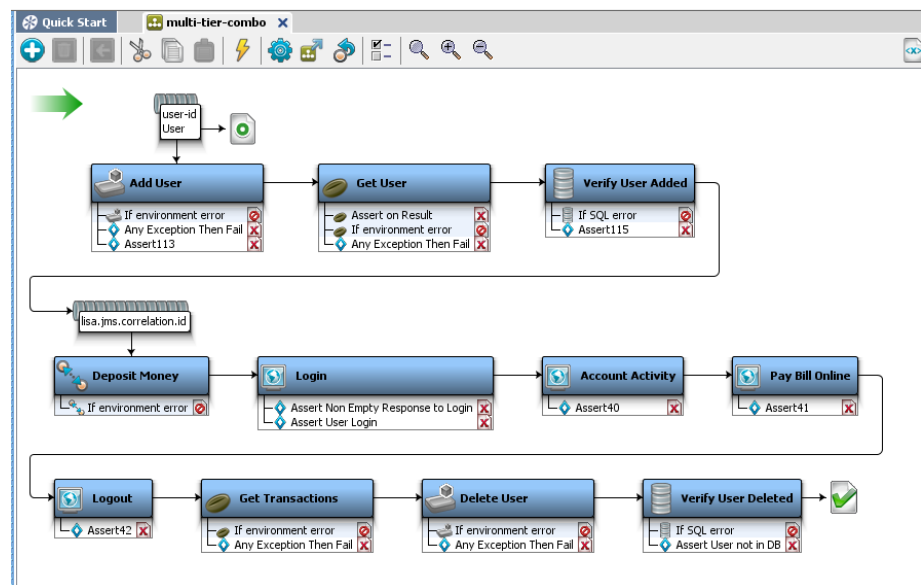 Quick Start
multi-tier-combo
user-id
User
Add User
If environment error
Any Exception Then Fail
Assert113
Get User
Assert on Result
If environment error
Any Exception Then Fail
Verify User Added
If SQL error
Assert115
lisa.jms.correlation.id
Deposit Money
If environment error
Login
Assert Non Empty Response to Login
Assert User Login
Account Activity
Assert40
Pay Bill Online
Assert41
Logout
Assert42
Get Transactions
If environment error
Any Exception Then Fail
Delete User
If environment error
Any Exception Then Fail
Verify User Deleted
If SQL error
Assert User not in DB